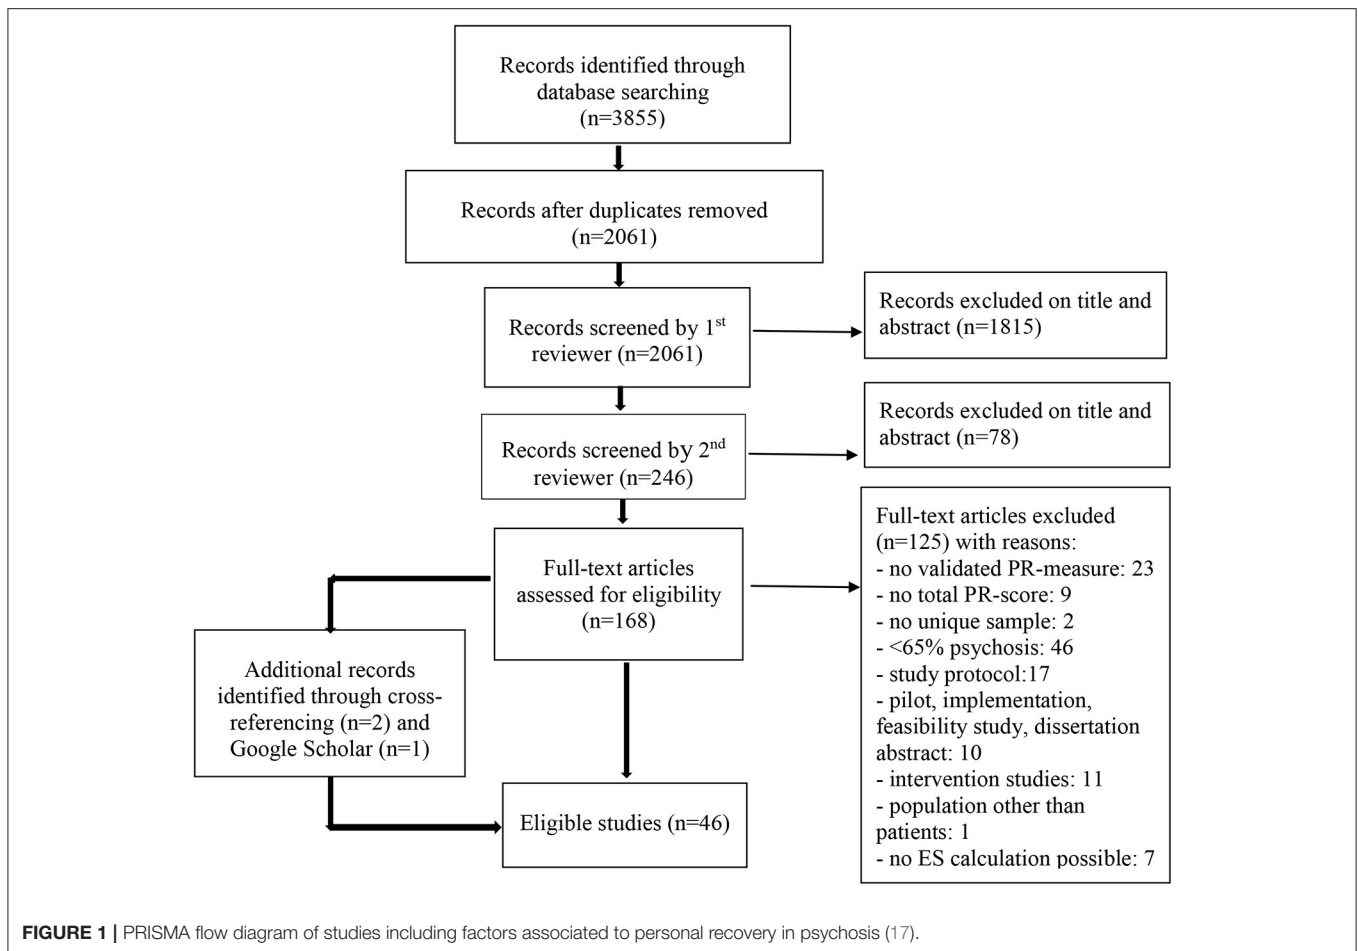 Records identified through
database searching
(n=3855)
Records after duplicates removed
(n=2061)
Records screened by 1st
reviewer (n=2061)
Records excluded on title and
abstract (n=1815)
Records screened by 2nd
reviewer (n=246)
Records excluded on title and
abstract (n=78)
Full-text articles
assessed for eligibility
(n=168)
Full-text articles excluded
(n=125) with reasons:
- no validated PR-measure: 23
- no total PR-score: 9
- no unique sample: 2
- <65% psychosis: 46
- study protocol:17
- pilot, implementation,
feasibility study, dissertation
abstract: 10
- intervention studies: 11
- population other than
patients: 1
- no ES calculation possible: 7
Additional records
identified through cross-
referencing (n=2) and
Google Scholar (n=1)
Eligible studies (n=46)
FIGURE 1 | PRISMA flow diagram of studies including factors associated to personal recovery in psychosis (17).